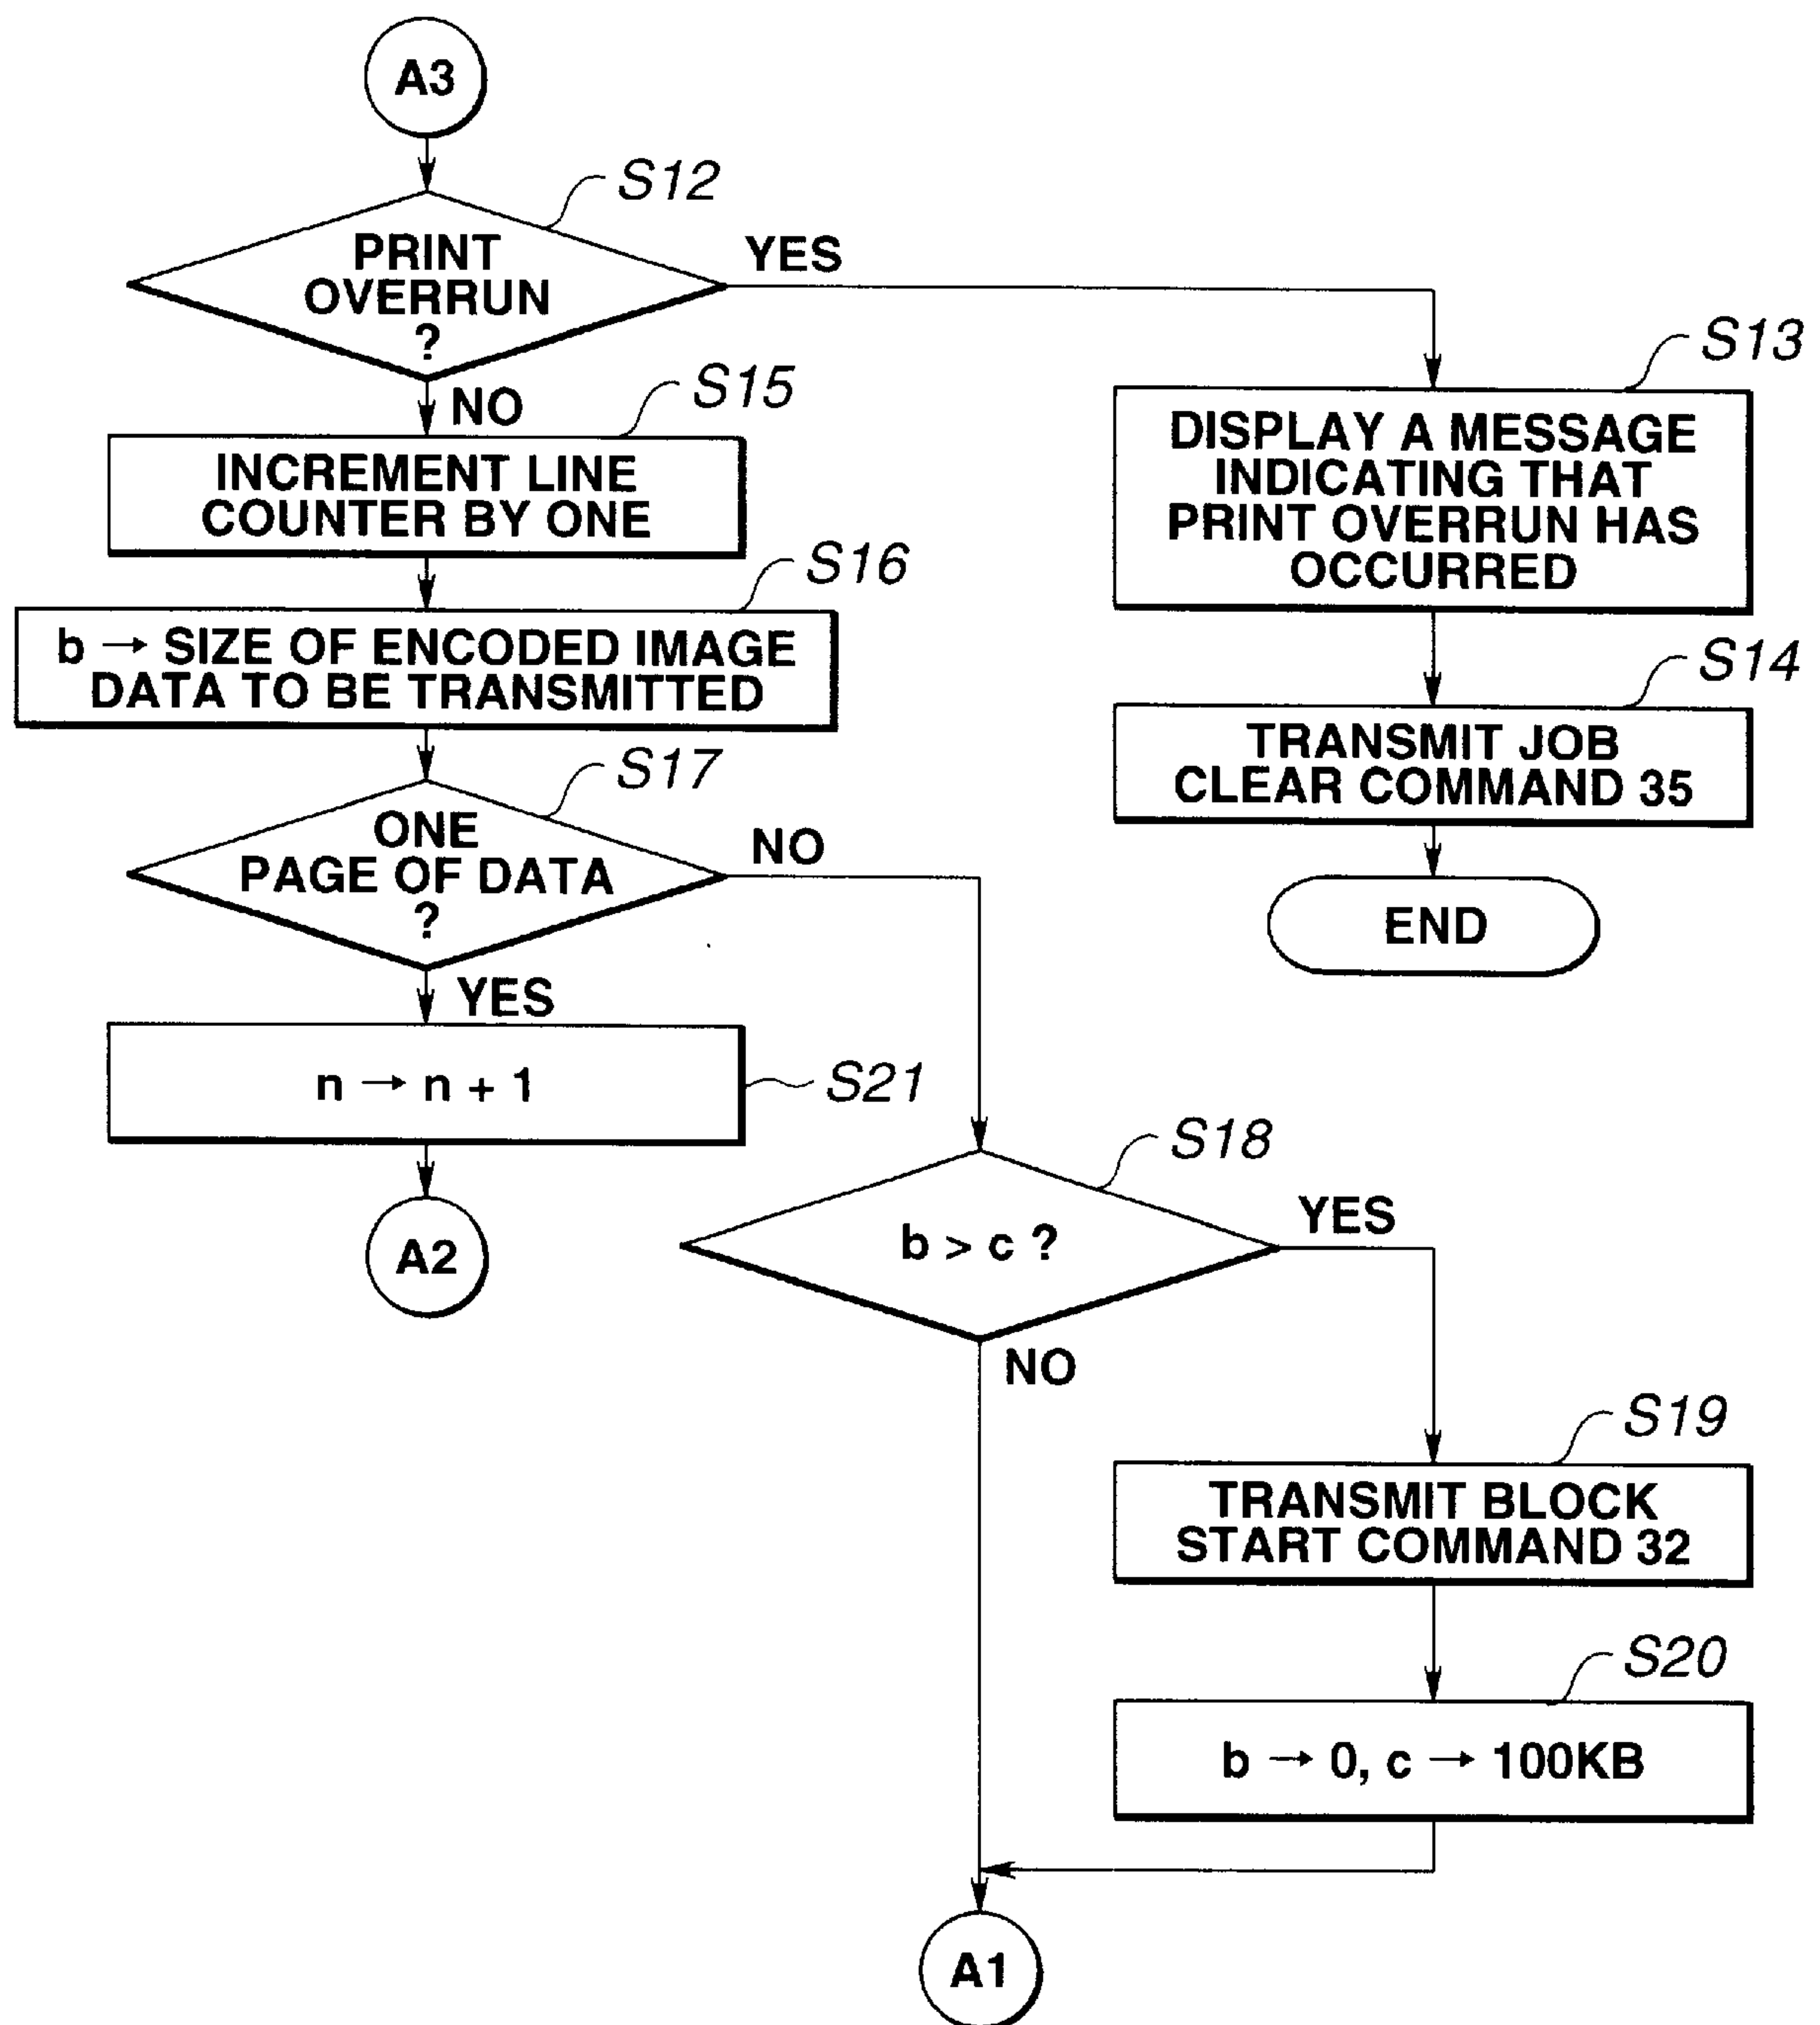 A3
S12
PRINT
OVERRUN
?
YES
NO
S13
DISPLAY A MESSAGE
INDICATING THAT
PRINT OVERRUN HAS
OCCURRED
S15
INCREMENT LINE
COUNTER BY ONE
S16
b → SIZE OF ENCODED IMAGE
DATA TO BE TRANSMITTED
S14
TRANSMIT JOB
CLEAR COMMAND 35
END
S17
ONE
PAGE OF DATA
?
NO
YES
n → n + 1
S21
A2
S18
b > c ?
YES
NO
S19
TRANSMIT BLOCK
START COMMAND 32
S20
b → 0, c → 100KB
A1